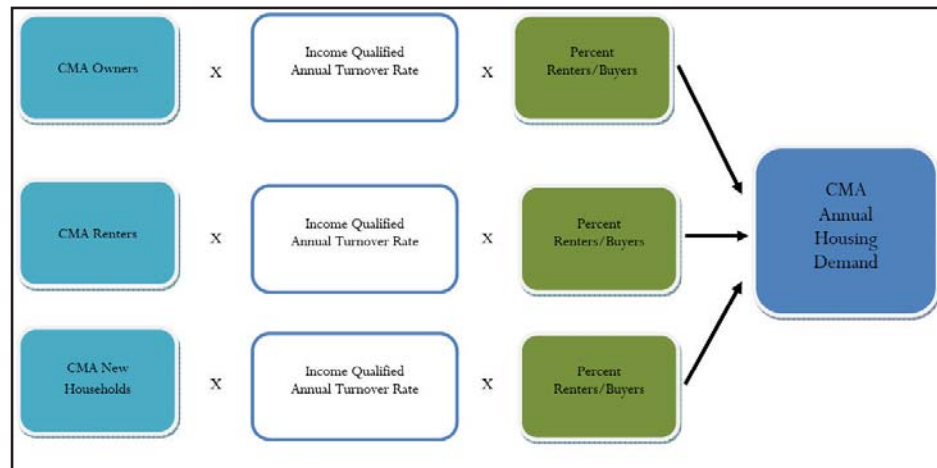 CMA Owners
X
Income Qualified
Annual Turnover Rate
X
Percent
Renters/Buyers
CMA Renters
X
Income Qualified
Annual Turnover Rate
X
Percent
Renters/Buyers
CMA New
Households
X
Income Qualified
Annual Turnover Rate
X
Percent
Renters/Buyers
CMA
Annual
Housing
Demand